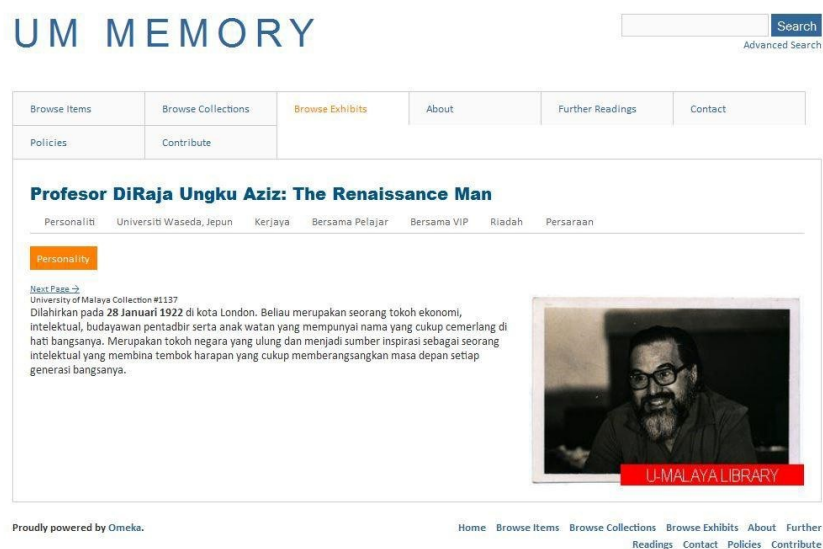 UM MEMORY
Search
Advanced Search
Browse Items
Browse Collections
Browse Exhibits
About
Further Readings
Contact
Policies
Contribute
Profesor DiRaja Ungku Aziz: The Renaissance Man
Personaliti
Universiti Waseda, Jepun
Kerjaya
Bersama Pelajar
Bersama VIP
Riadah
Persaraan
Personality
Next Page →
University of Malaya Collection #1137
Dilahirkan pada 28 Januari 1922 di kota London. Beliau merupakan seorang tokoh ekonomi,
intelektual, budayawan pentadbir serta anak watan yang mempunyai nama yang cukup cemerlang di
hati bangsanya. Merupakan tokoh negara yang ulung dan menjadi sumber inspirasi sebagai seorang
intelektual yang membina tembok harapan yang cukup memberangsangkan masa depan setiap
generasi bangsanya.
U-MALAYA LIBRARY
Proudly powered by Omeka.
Home Browse Items Browse Collections Browse Exhibits About Further
Readings Contact Policies Contribute